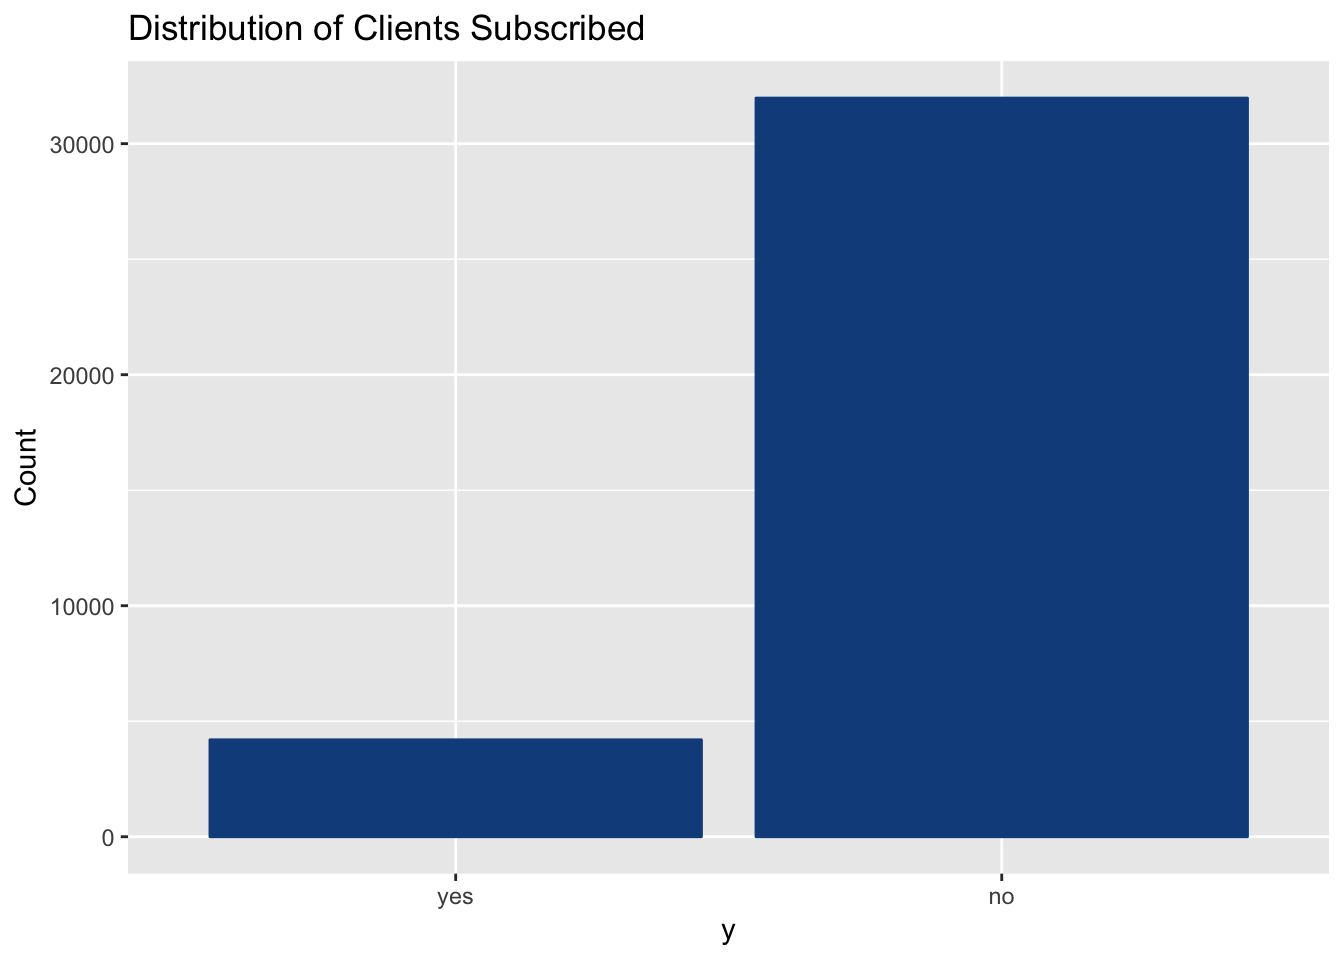 Distribution of Clients Subscribed
30000
20000
10000
0
Count
yes no
y